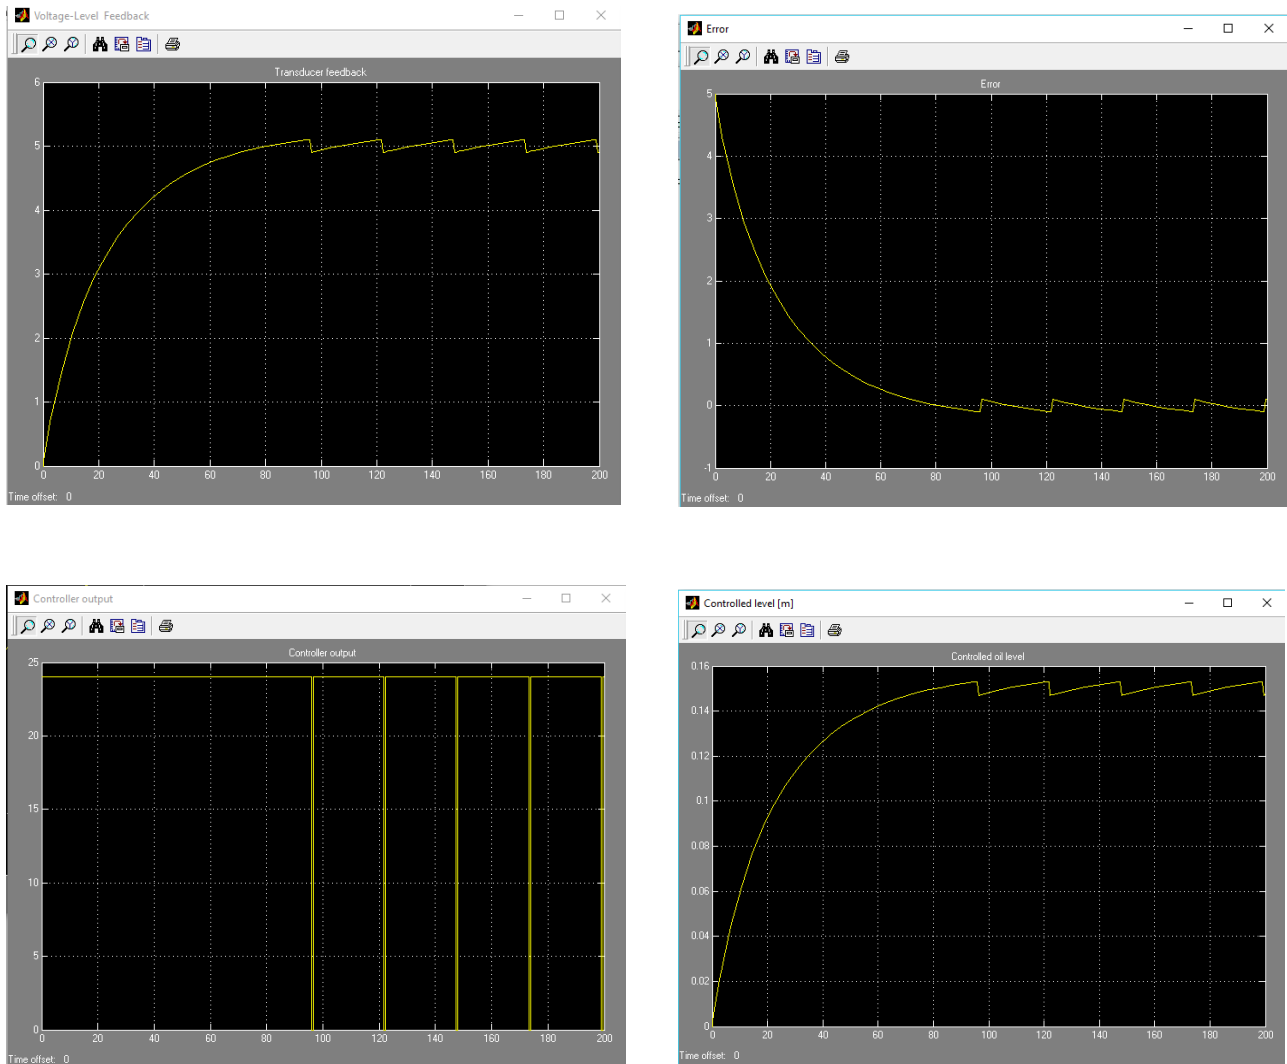 Voltage-Level Feedback
Transducer feedback
6
5
4
3
2
1
0
0 20 40 60 80 100 120 140 160 180 200
Time offset: 0
Error
Error
5
4
3
2
1
0
-1
0 20 40 60 80 100 120 140 160 180 200
Time offset: 0
Controller output
Controller output
25
20
15
10
5
0
0 20 40 60 80 100 120 140 160 180 200
Time offset: 0
Controlled level [m]
Controlled oil level
0.16
0.14
0.12
0.1
0.08
0.06
0.04
0.02
0
0 20 40 60 80 100 120 140 160 180 200
Time offset: 0